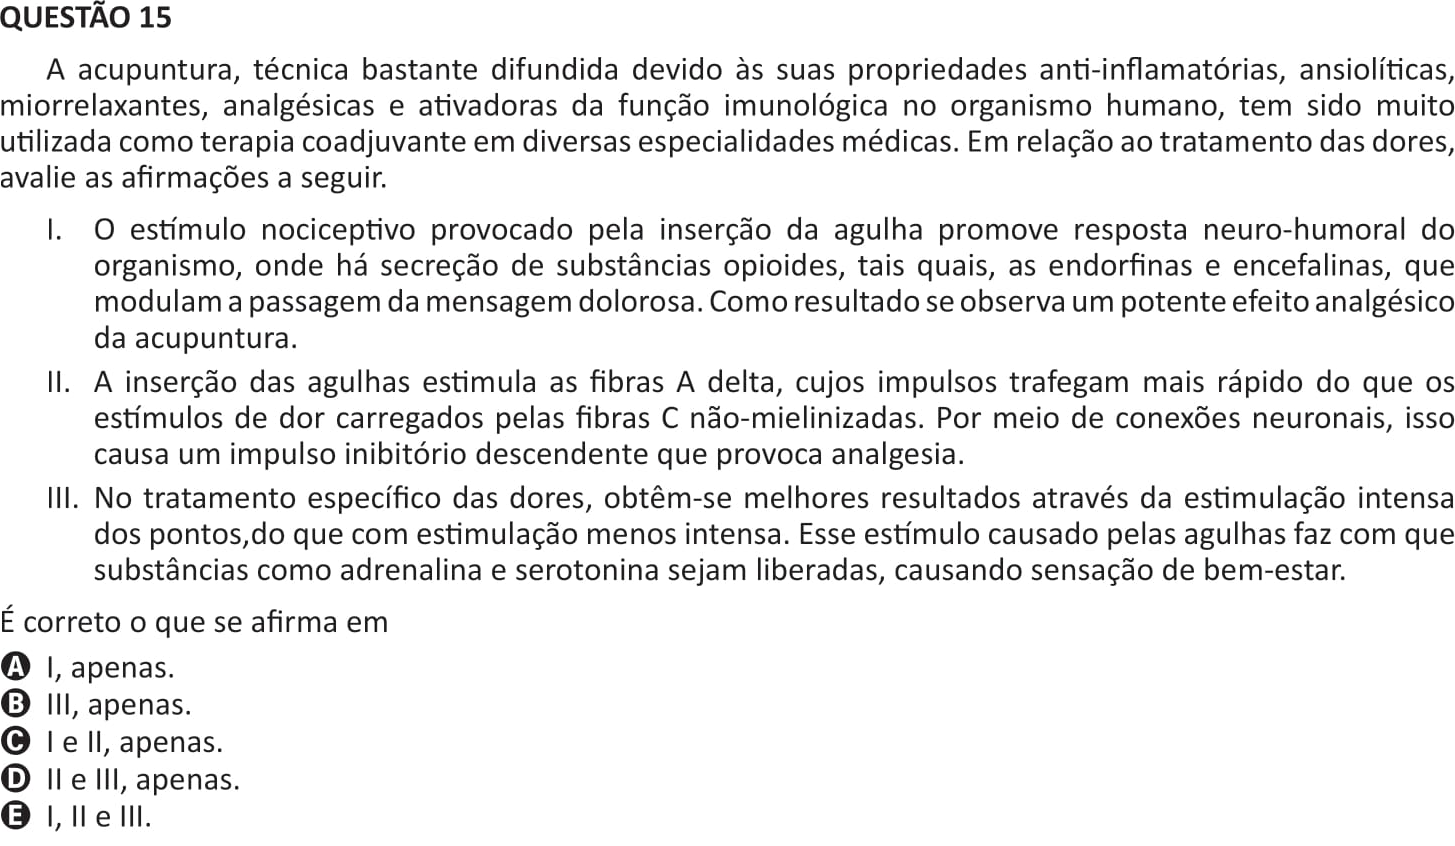 QUESTÃO 15
A acupuntura, técnica bastante difundida devido às suas propriedades anti-inflamatórias, ansiolíticas,
miorrelaxantes, analgésicas e ativadoras da função imunológica no organismo humano, tem sido muito
utilizada como terapia coadjuvante em diversas especialidades médicas. Em relação ao tratamento das dores,
avalie as afirmações a seguir.
I. O estímulo nociceptivo provocado pela inserção da agulha promove resposta neuro-humoral do
organismo, onde há secreção de substâncias opioides, tais quais, as endorfinas e encefalinas, que
modulam a passagem da mensagem dolorosa. Como resultado se observa um potente efeito analgésico
da acupuntura.
II. A inserção das agulhas estimula as fibras A delta, cujos impulsos trafegam mais rápido do que os
estímulos de dor carregados pelas fibras C não-mielinizadas. Por meio de conexões neuronais, isso
causa um impulso inibitório descendente que provoca analgesia.
III. No tratamento específico das dores, obtêm-se melhores resultados através da estimulação intensa
dos pontos,do que com estimulação menos intensa. Esse estímulo causado pelas agulhas faz com que
substâncias como adrenalina e serotonina sejam liberadas, causando sensação de bem-estar.
É correto o que se afirma em
A I, apenas.
B III, apenas.
C I e II, apenas.
D II e III, apenas.
E I, II e III.